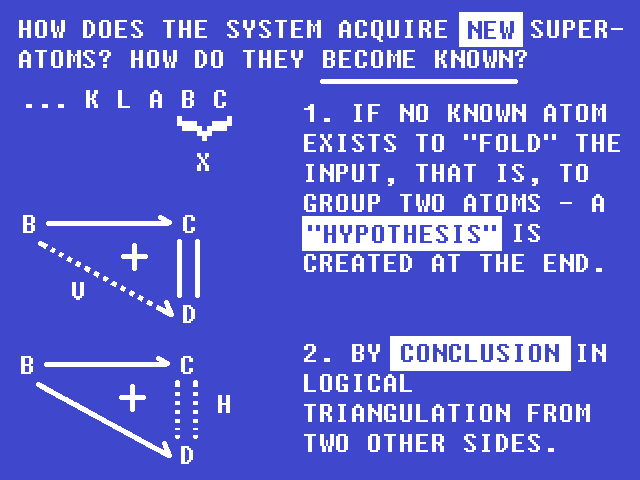 HOW DOES THE SYSTEM ACQUIRE NEW SUPER-
ATOMS? HOW DO THEY BECOME KNOWN?
... K L A B C
X
1. IF NO KNOWN ATOM
EXISTS TO "FOLD" THE
INPUT, THAT IS, TO
GROUP TWO ATOMS - A
"HYPOTHESIS" IS
CREATED AT THE END.
B C
+
V
D
2. BY CONCLUSION IN
LOGICAL
TRIANGULATION FROM
TWO OTHER SIDES.
B C
+ H
D